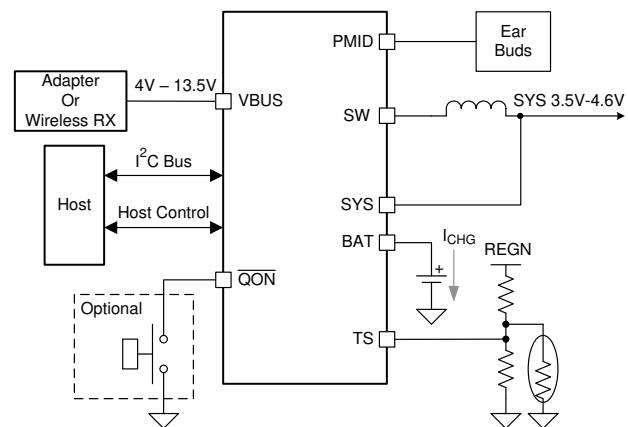 PMID
Ear
Buds
Adapter
Or
Wireless RX
4V – 13.5V
VBUS
SW
SYS 3.5V-4.6V
I²C Bus
Host
Host Control
SYS
BAT
I_CHG
+
REGN
QON
Optional
TS